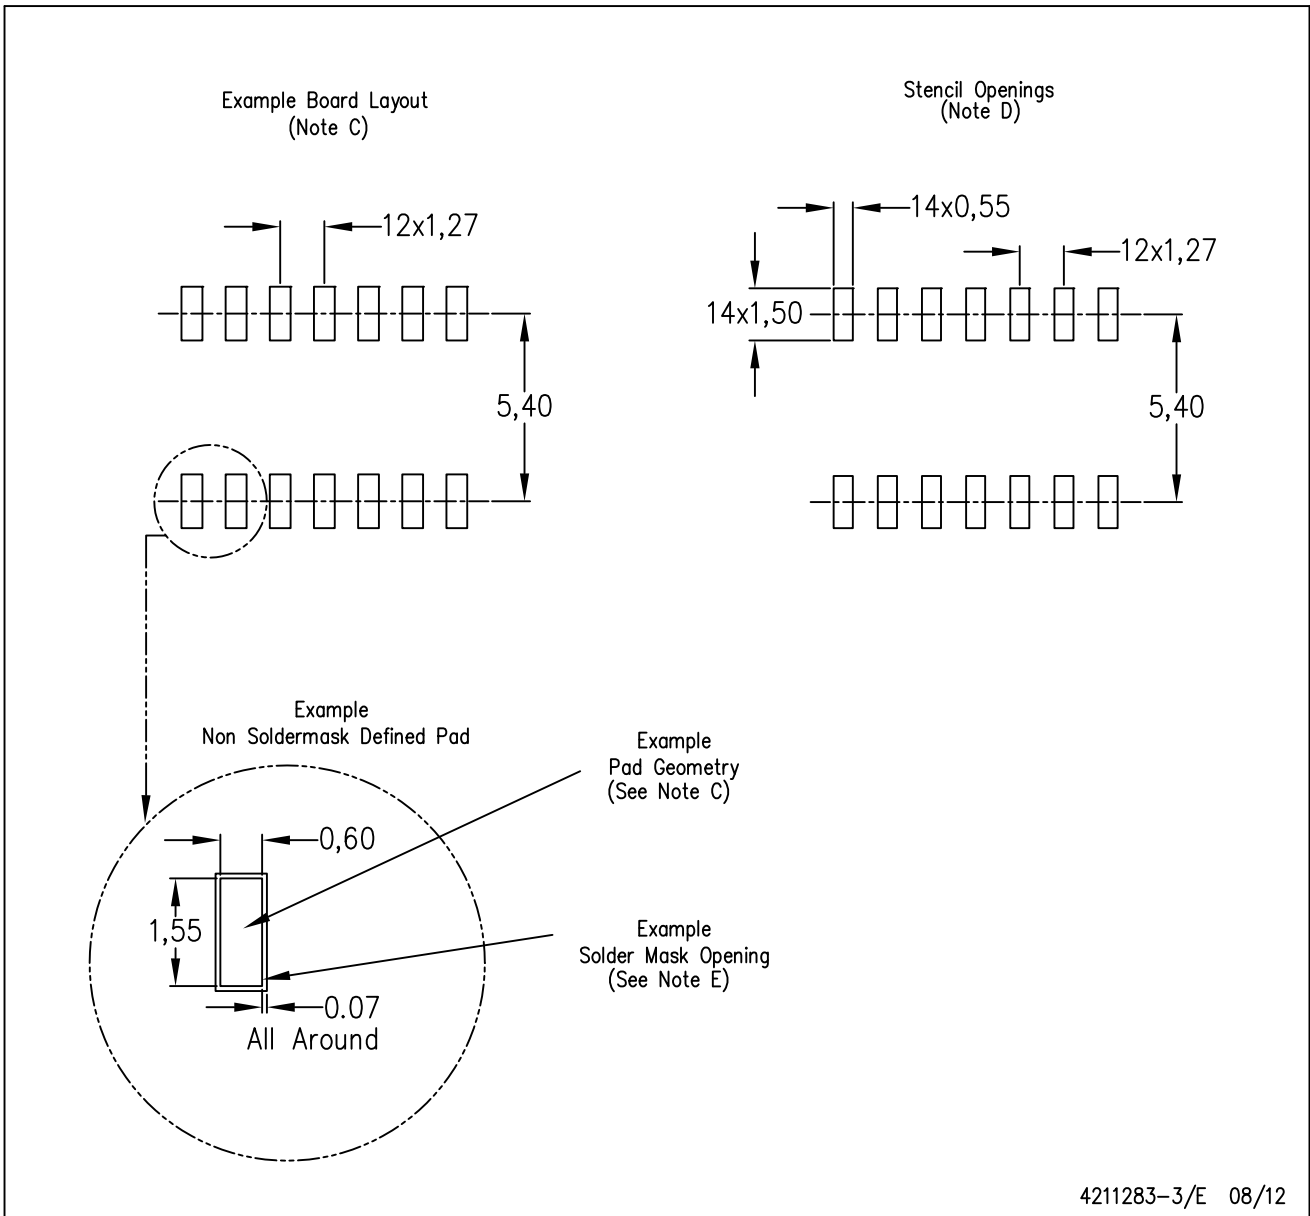 Example Board Layout
(Note C)
12x1,27
5,40
Stencil Openings
(Note D)
14x0,55
12x1,27
14x1,50
5,40
Example
Non Soldermask Defined Pad
0,60
1,55
0.07
All Around
Example
Pad Geometry
(See Note C)
Example
Solder Mask Opening
(See Note E)
4211283-3/E 08/12